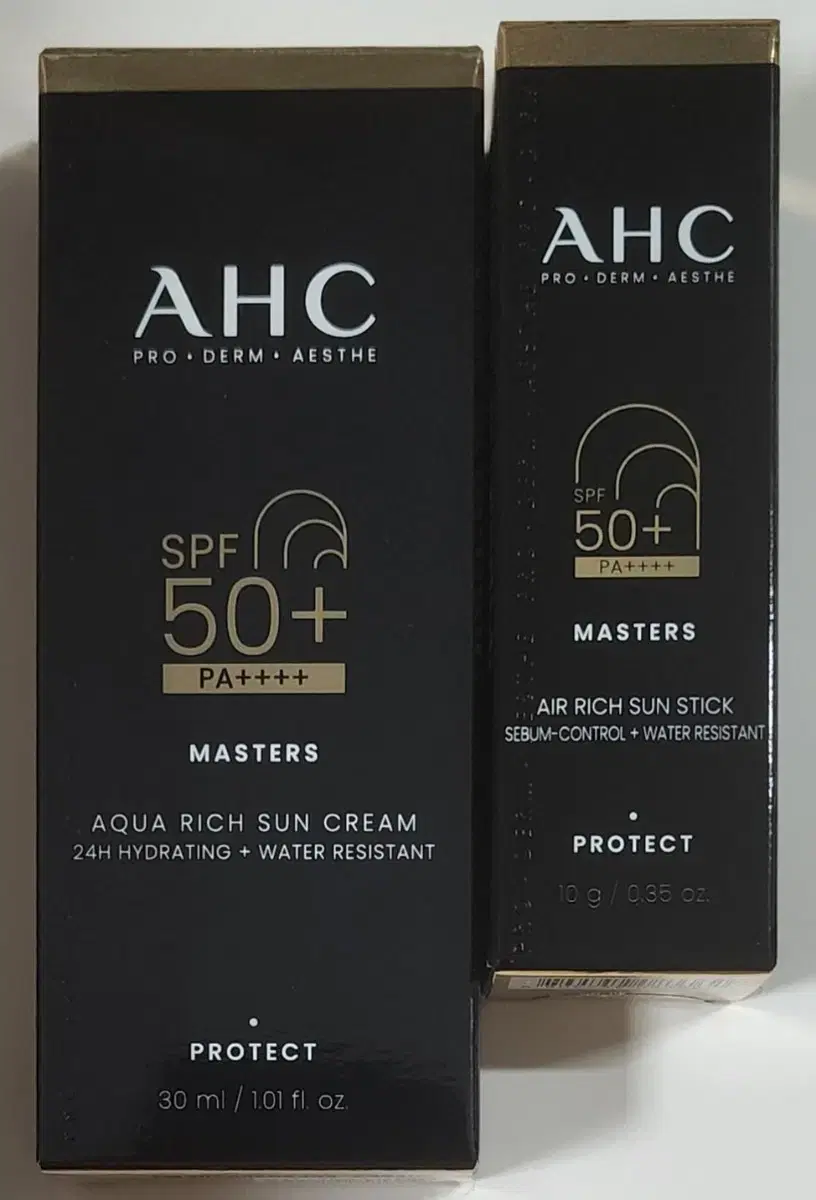 AHC
PRO • DERM • AESTHE
SPF
50+
PA++++
MASTERS
AQUA RICH SUN CREAM
24H HYDRATING + WATER RESISTANT
PROTECT
30 ml / 1.01 fl. oz.
AHC
PRO • DERM • AESTHE
SPF
50+
PA++++
MASTERS
AIR RICH SUN STICK
SEBUM-CONTROL + WATER RESISTANT
PROTECT
10 g / 0.35 oz.